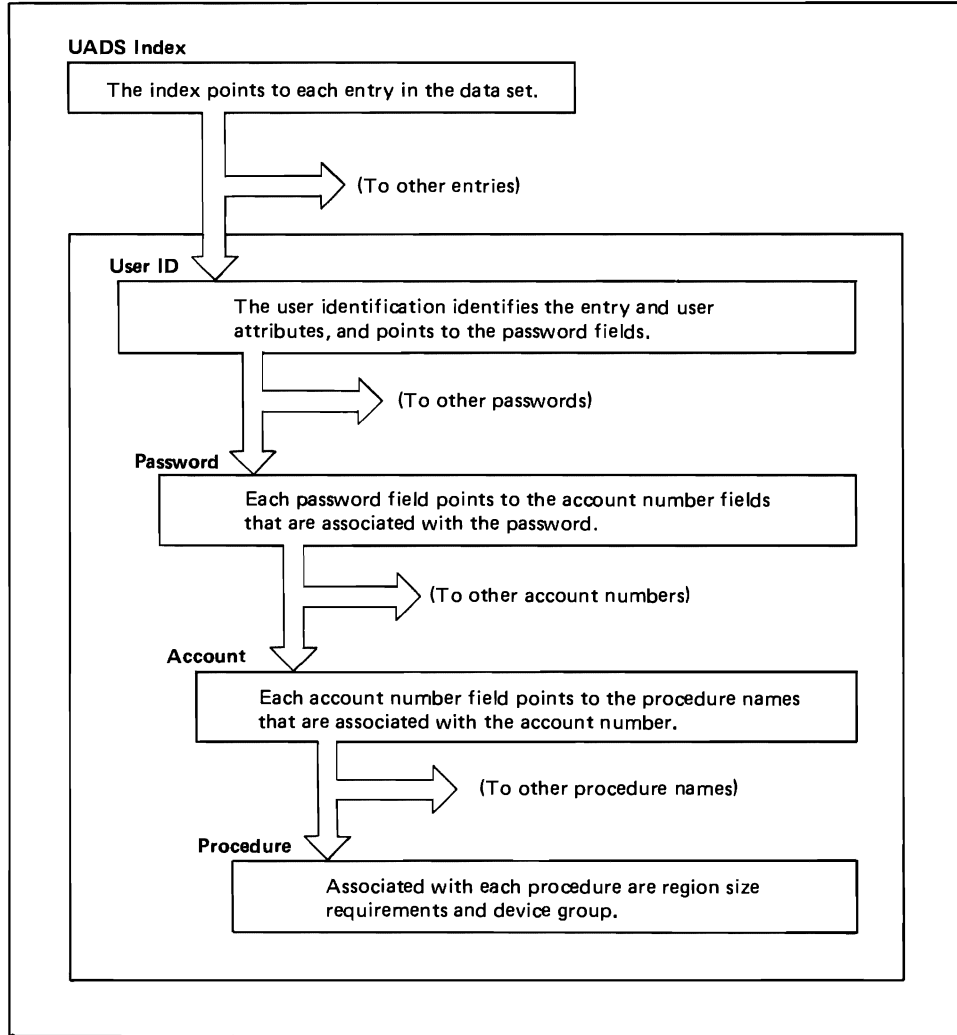 UADS Index
The index points to each entry in the data set.
(To other entries)
User ID
The user identification identifies the entry and user
attributes, and points to the password fields.
(To other passwords)
Password
Each password field points to the account number fields
that are associated with the password.
(To other account numbers)
Account
Each account number field points to the procedure names
that are associated with the account number.
(To other procedure names)
Procedure
Associated with each procedure are region size
requirements and device group.